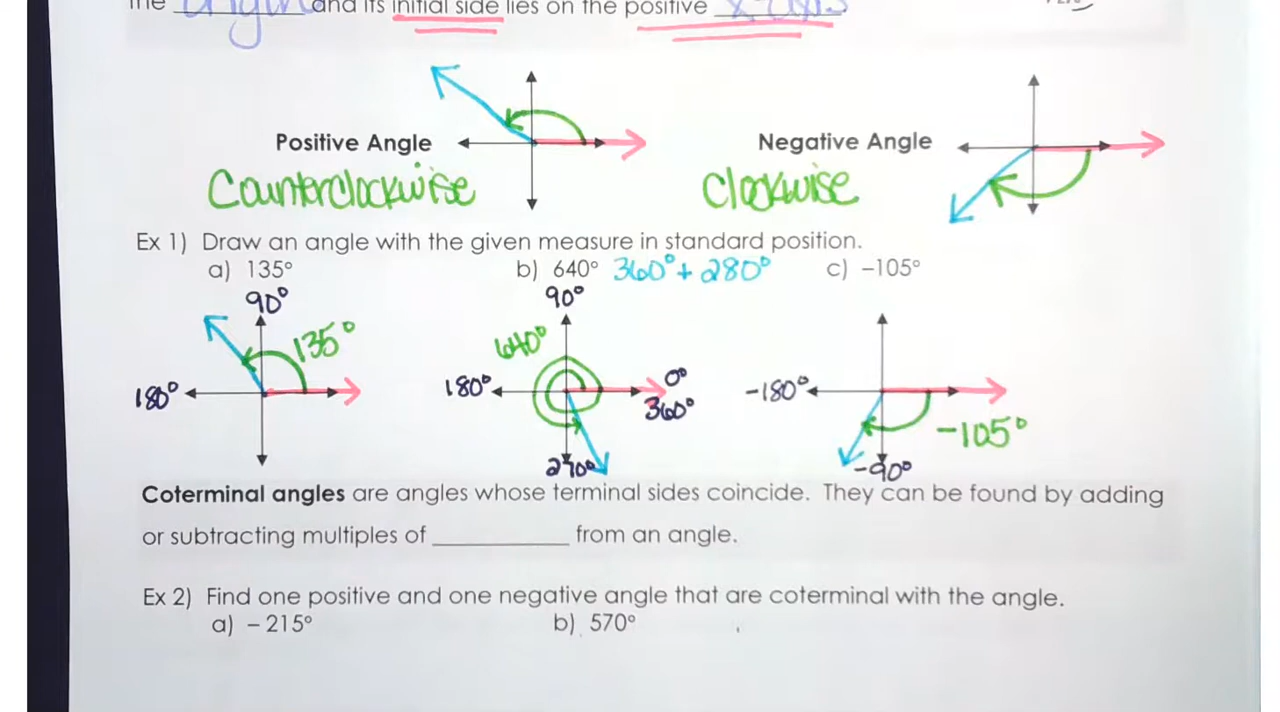 The origin and its initial side lies on the positive x-axis
Positive Angle
Negative Angle
Counterclockwise
Clockwise
Ex 1) Draw an angle with the given measure in standard position.
a) 135°
b) 640° 360° + 280°
c) −105°
90°
135°
180°
90°
640°
180°
0°
360°
270°
-180°
-105°
-90°
Coterminal angles are angles whose terminal sides coincide. They can be found by adding
or subtracting multiples of __________ from an angle.
Ex 2) Find one positive and one negative angle that are coterminal with the angle.
a) – 215°
b) 570°